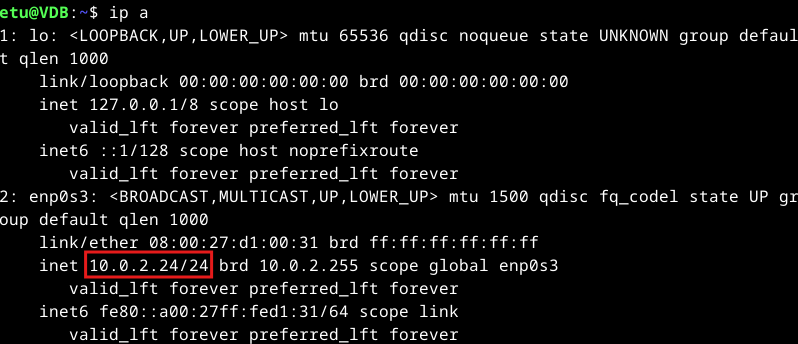 etu@VDB:~$ ip a
1: lo: <LOOPBACK,UP,LOWER_UP> mtu 65536 qdisc noqueue state UNKNOWN group defaul
t qlen 1000
    link/loopback 00:00:00:00:00:00 brd 00:00:00:00:00:00
    inet 127.0.0.1/8 scope host lo
       valid_lft forever preferred_lft forever
    inet6 ::1/128 scope host noprefixroute
       valid_lft forever preferred_lft forever
2: enp0s3: <BROADCAST,MULTICAST,UP,LOWER_UP> mtu 1500 qdisc fq_codel state UP gr
oup default qlen 1000
    link/ether 08:00:27:d1:00:31 brd ff:ff:ff:ff:ff:ff
    inet 10.0.2.24/24 brd 10.0.2.255 scope global enp0s3
       valid_lft forever preferred_lft forever
    inet6 fe80::a00:27ff:fed1:31/64 scope link
       valid_lft forever preferred_lft forever